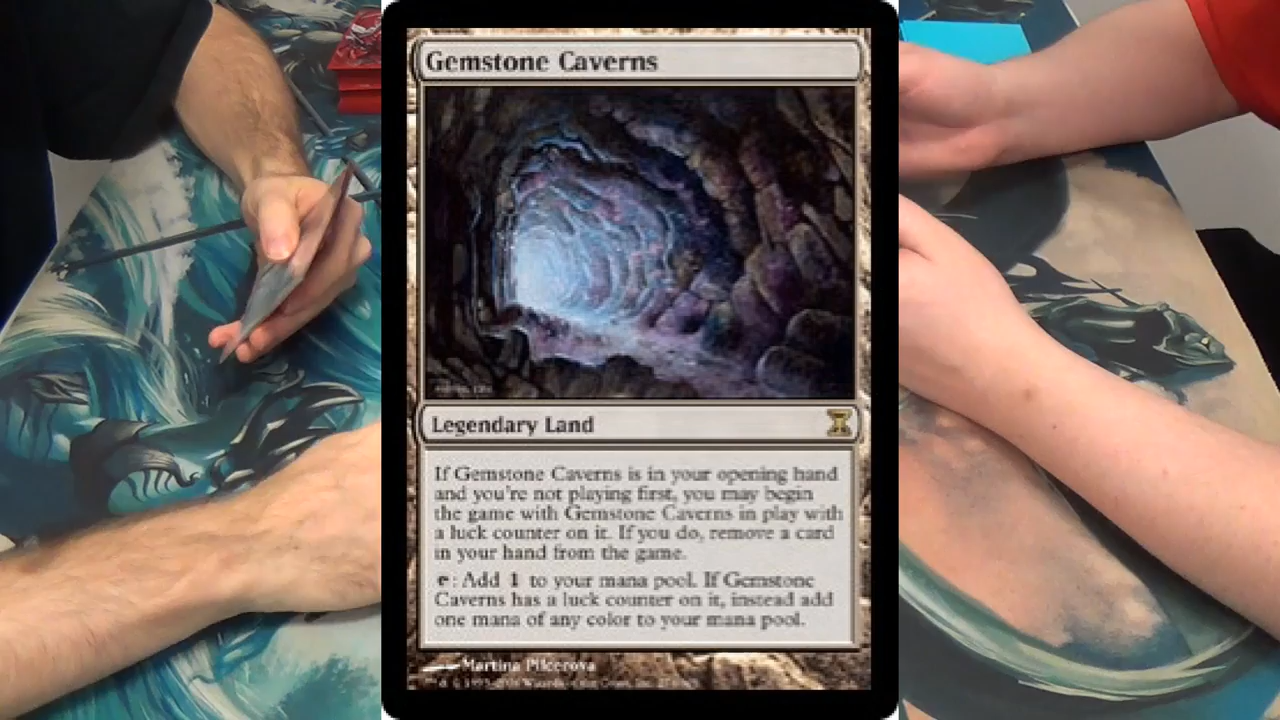 Gemstone Caverns
Legendary Land
If Gemstone Caverns is in your opening hand
and you're not playing first, you may begin
the game with Gemstone Caverns in play with
a luck counter on it. If you do, remove a card
in your hand from the game.
T: Add 1 to your mana pool. If Gemstone
Caverns has a luck counter on it, instead add
one mana of any color to your mana pool.
Martina Pilcerova